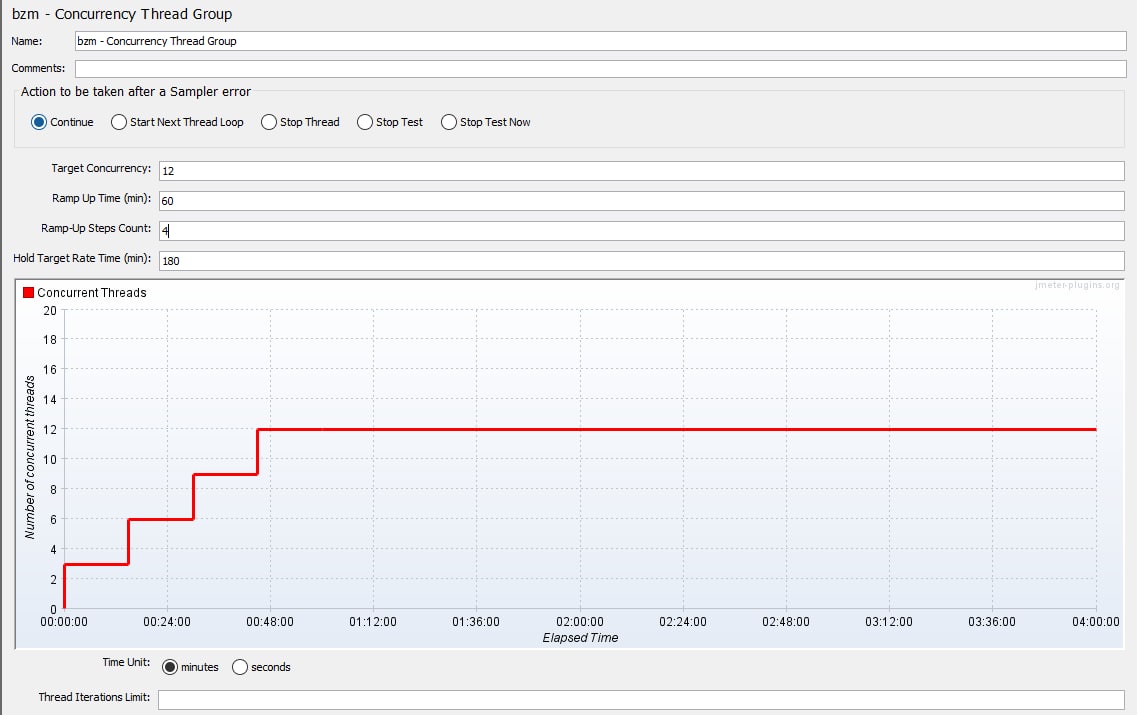 bzm - Concurrency Thread Group
Name: bzm - Concurrency Thread Group
Comments:
Action to be taken after a Sampler error
Continue Start Next Thread Loop Stop Thread Stop Test Stop Test Now
Target Concurrency: 12
Ramp Up Time (min): 60
Ramp-Up Steps Count: 4
Hold Target Rate Time (min): 180
Concurrent Threads
jmeter-plugins.org
Number of concurrent threads
20
18
16
14
12
10
8
6
4
2
0
00:00:00 00:24:00 00:48:00 01:12:00 01:36:00 02:00:00 02:24:00 02:48:00 03:12:00 03:36:00 04:00:00
Elapsed Time
Time Unit: minutes seconds
Thread Iterations Limit: